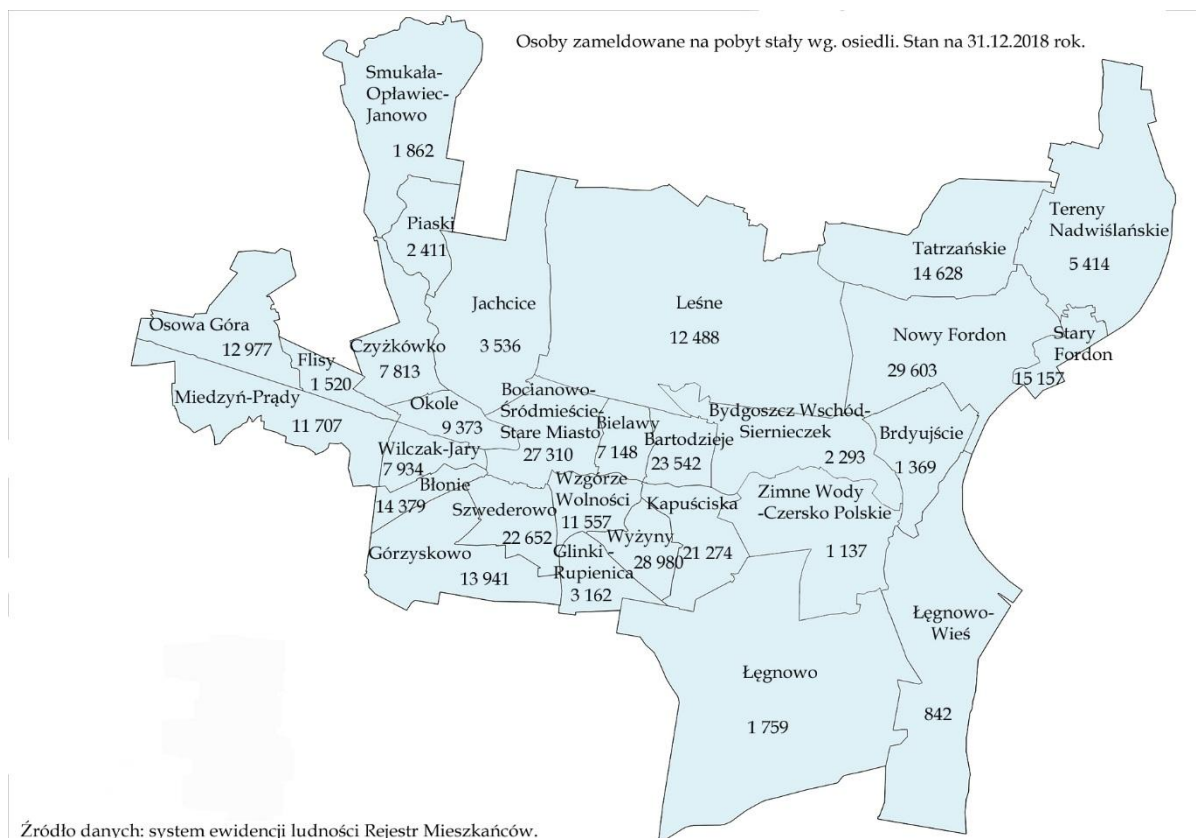 Osoby zameldowane na pobyt stały wg. osiedli. Stan na 31.12.2018 rok.
Smukała-
Opławiec-
Janowo
1 862
Piaski
2 411
Tereny
Nadwiślańskie
5 414
Tatrzańskie
14 628
Jachcice
3 536
Leśne
12 488
Osowa Góra
12 977
Flisy
1 520
Czyżkówko
7 813
Nowy Fordon
29 603
Stary
Fordon
15 157
Miedzyń-Prądy
11 707
Okole
9 373
Bocianowo-
Śródmieście-
Stare Miasto
27 310
Bielawy
7 148
Bartodzieje
23 542
Bydgoszcz Wschód-
Siernieczek
2 293
Brdyujście
1 369
Wilczak-Jary
7 934
Błonie
14 379
Szwederowo
22 652
Wzgórze
Wolności
11 557
Kapuściska
21 274
Zimne Wody
-Czersko Polskie
1 137
Górzyskowo
13 941
Glinki -
Rupienica
3 162
Wyżyny
28 980
Łęgnowo-
Wieś
842
Łęgnowo
1 759
Źródło danych: system ewidencji ludności Rejestr Mieszkańców.